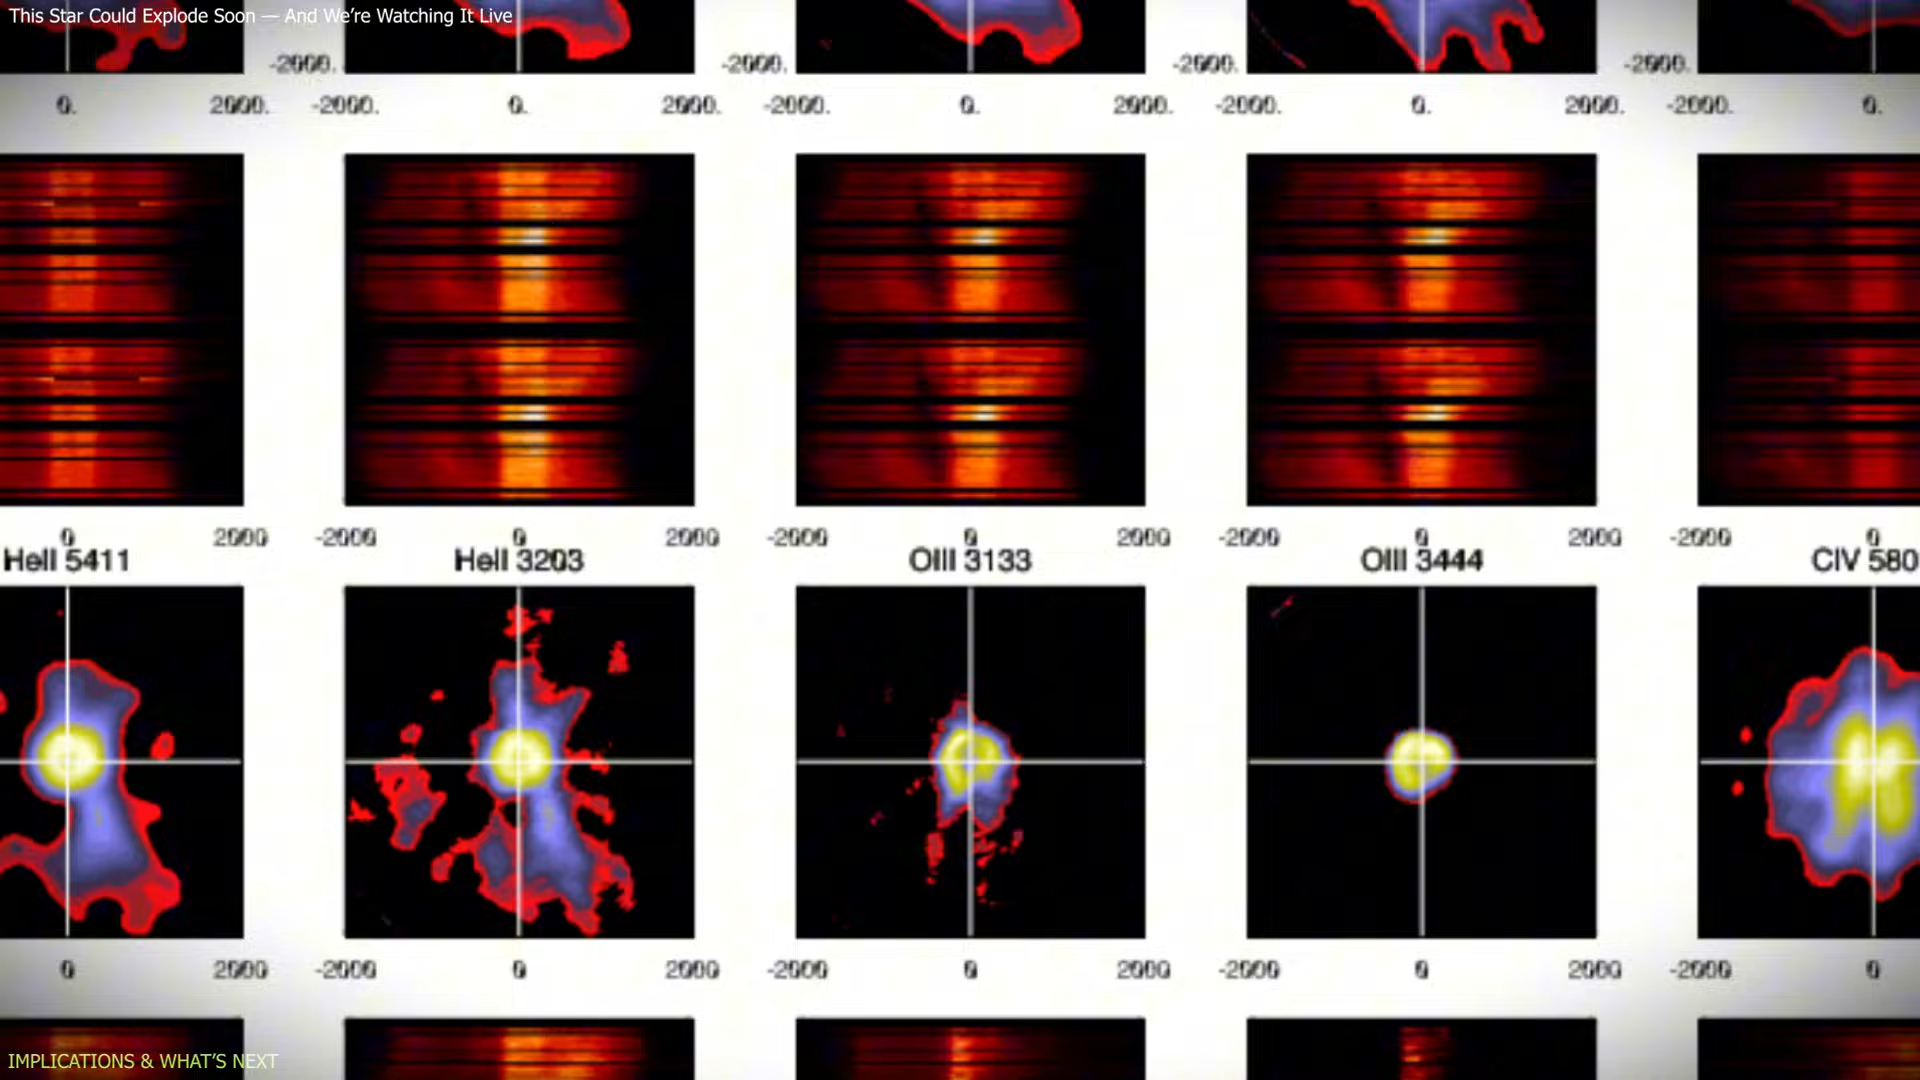 This Star Could Explode Soon — And We're Watching It Live
-2000. -2000. -2000. -2000.
0. 2000. -2000. 0. 2000. -2000. 0. 2000. -2000. 0. 2000. -2000. 0.
0 2000 -2000 0 2000 -2000 0 2000 -2000 0 2000 -2000 0
HeII 5411 HeII 3203 OIII 3133 OIII 3444 CIV 580
0 2000 -2000 0 2000 -2000 0 2000 -2000 0 2000 -2000 0
IMPLICATIONS & WHAT'S NEXT